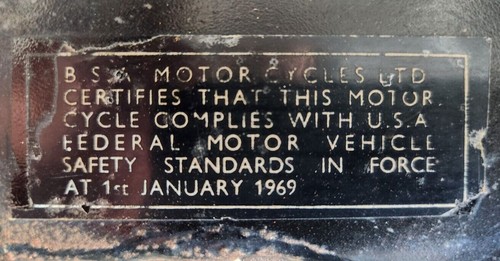 B.S.A. MOTOR CYCLES LTD
CERTIFIES THAT THIS MOTOR
CYCLE COMPLIES WITH U.S.A
FEDERAL MOTOR VEHICLE
SAFETY STANDARDS IN FORCE
AT 1st JANUARY 1969